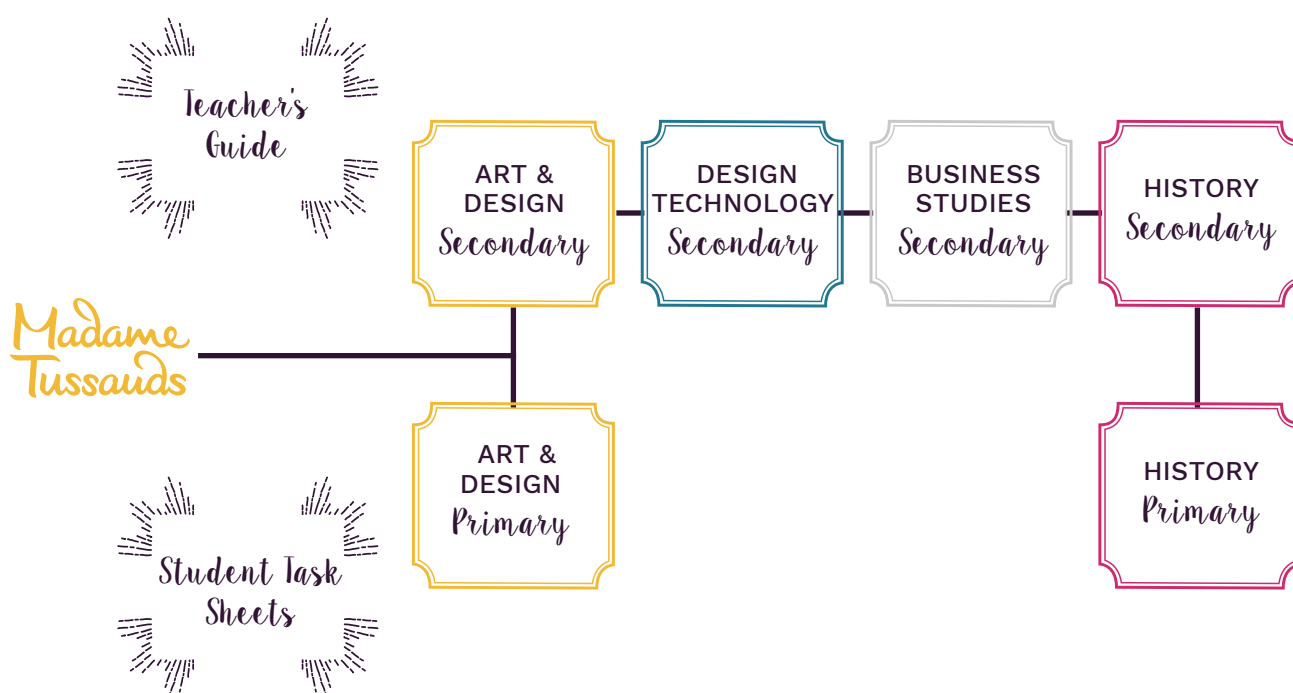 Teacher's
Guide
ART &
DESIGN
Secondary
DESIGN
TECHNOLOGY
Secondary
BUSINESS
STUDIES
Secondary
HISTORY
Secondary
Madame
Tussauds
ART &
DESIGN
Primary
HISTORY
Primary
Student Task
Sheets